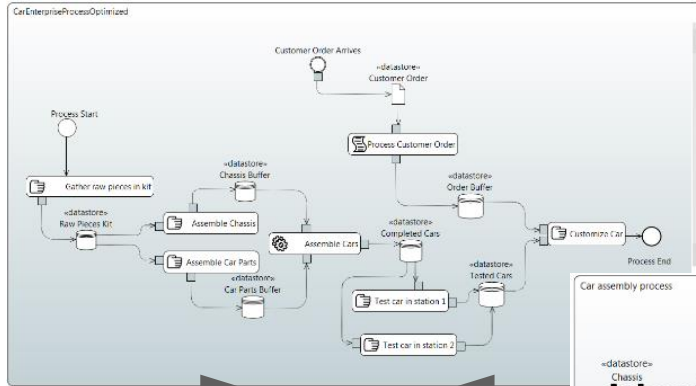 CarEnterpriseProcessOptimized
Customer Order Arrives
«datastore»
Customer Order
Process Start
Process Customer Order
«datastore»
Chassis Buffer
«datastore»
Order Buffer
Gather raw pieces in kit
«datastore»
Raw Pieces Kit
Assemble Chassis
«datastore»
Completed Cars
Customize Car
Assemble Cars
Assemble Car Parts
«datastore»
Tested Cars
Process End
«datastore»
Car Parts Buffer
Test car in station 1
Test car in station 2
Car assembly process
«datastore»
Chassis